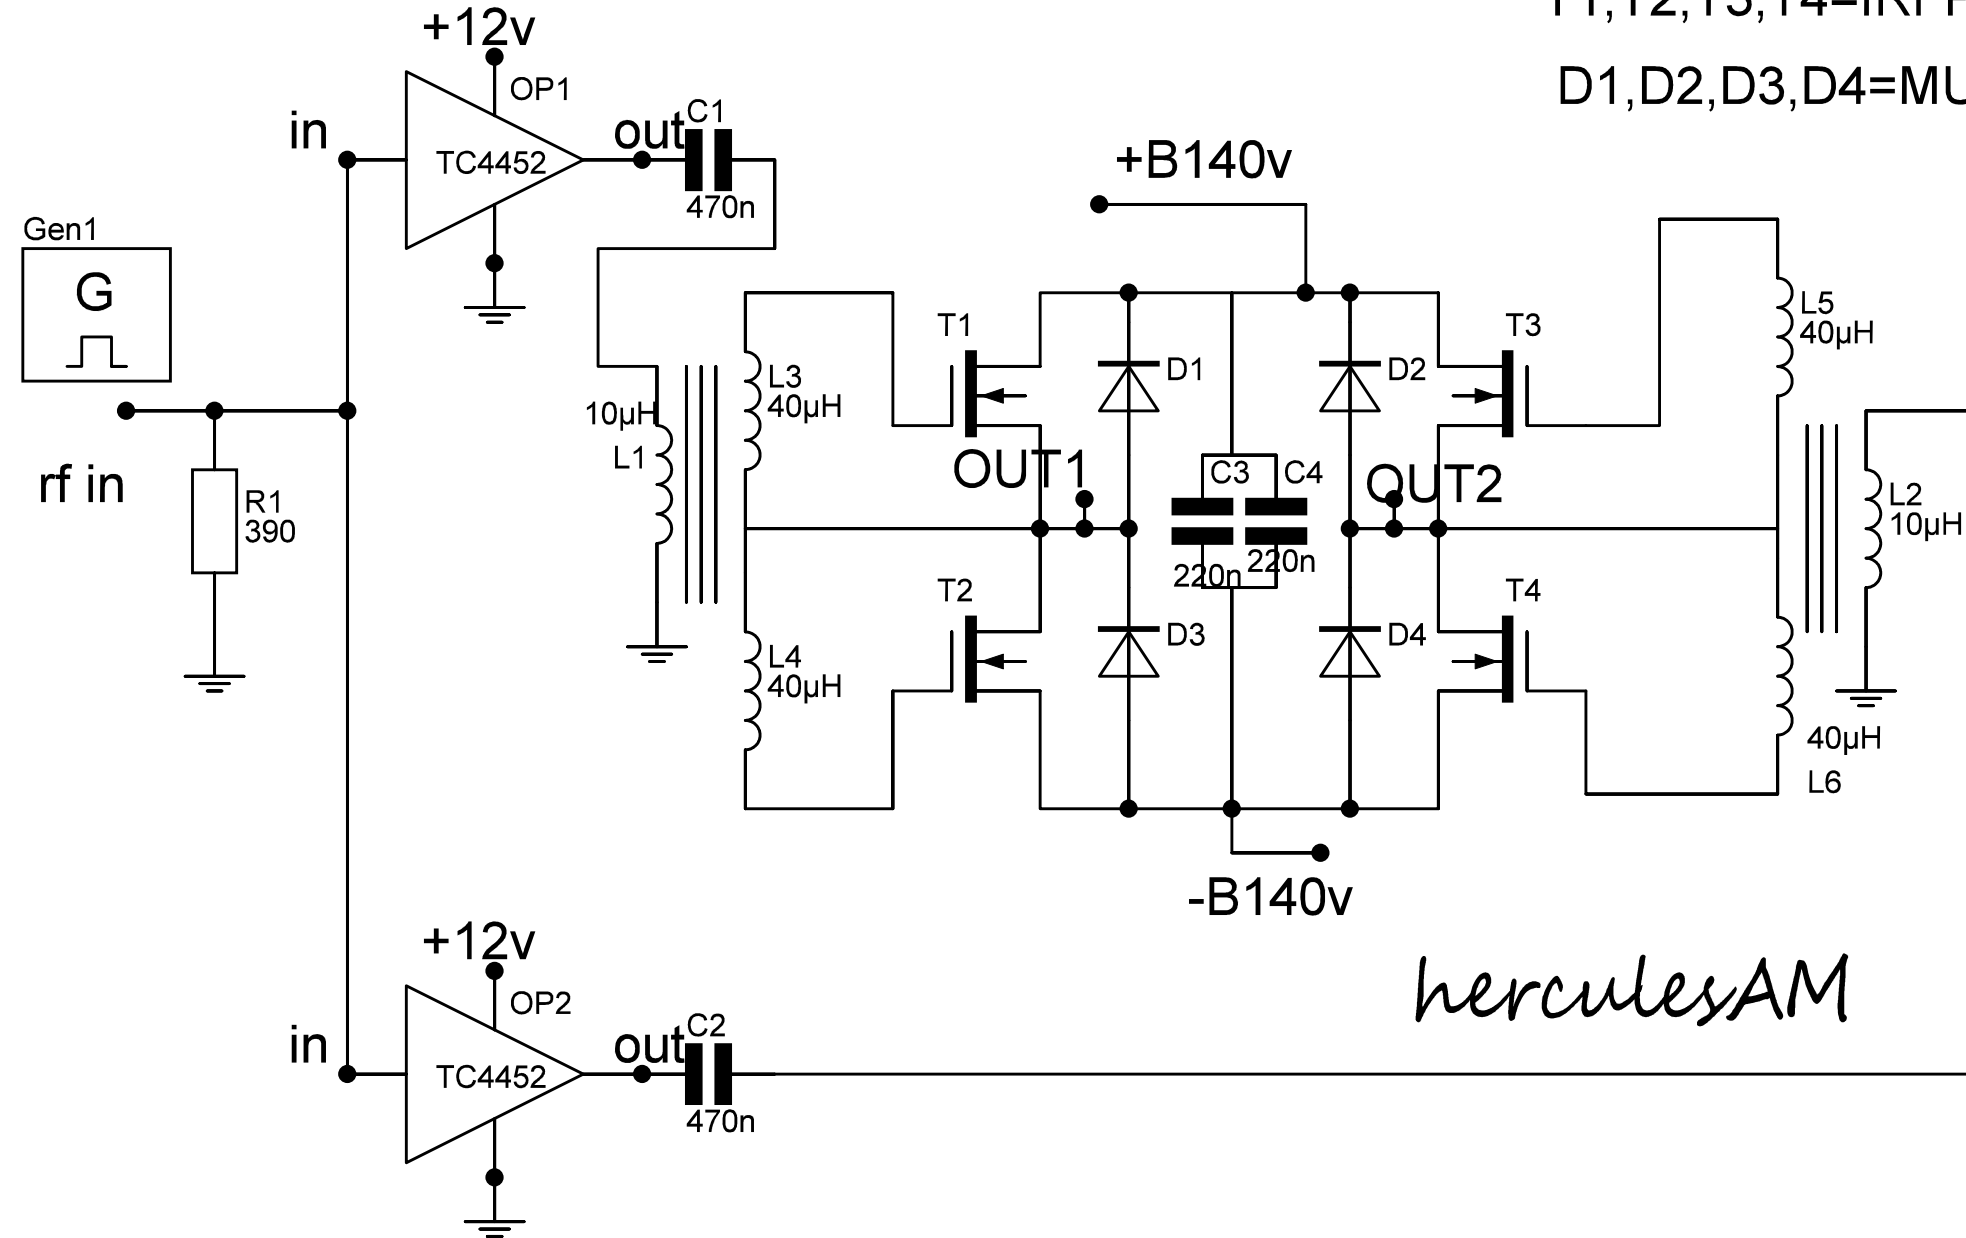 +12v
OP1
in
TC4452
out
C1
470n
D1,D2,D3,D4=MU
+B140v
Gen1
G
T1
D1
D2
T3
L5
40µH
L3
40µH
10µH
L1
OUT1
C3
C4
OUT2
rf in
R1
390
L2
10µH
220n
220n
T2
D3
D4
T4
L4
40µH
40µH
L6
-B140v
+12v
OP2
in
TC4452
out
C2
470n
herculesAM